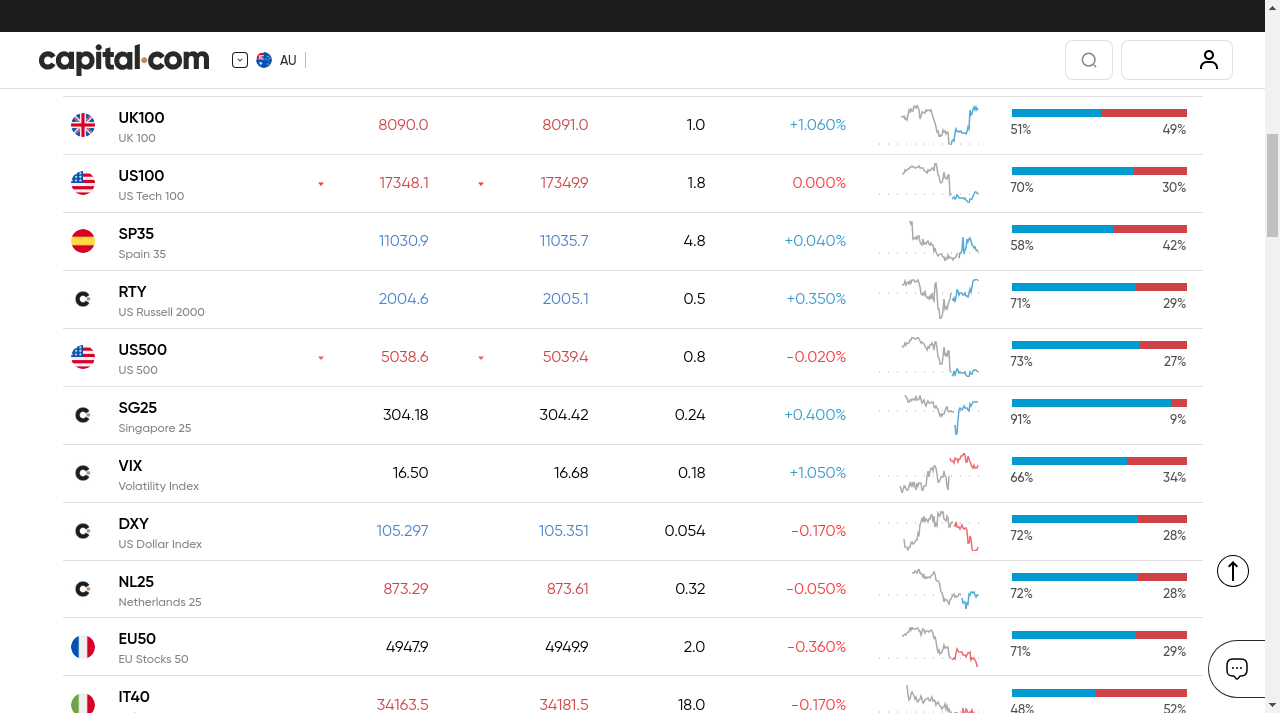 capital.com
AU
UK100 8090.0 8091.0 1.0 +1.060% 51% 49%
UK 100
US100 17348.1 17349.9 1.8 0.000% 70% 30%
US Tech 100
SP35 11030.9 11035.7 4.8 +0.040% 58% 42%
Spain 35
RTY 2004.6 2005.1 0.5 +0.350% 71% 29%
US Russell 2000
US500 5038.6 5039.4 0.8 -0.020% 73% 27%
US 500
SG25 304.18 304.42 0.24 +0.400% 91% 9%
Singapore 25
VIX 16.50 16.68 0.18 +1.050% 66% 34%
Volatility Index
DXY 105.297 105.351 0.054 -0.170% 72% 28%
US Dollar Index
NL25 873.29 873.61 0.32 -0.050% 72% 28%
Netherlands 25
EU50 4947.9 4949.9 2.0 -0.360% 71% 29%
EU Stocks 50
IT40 34163.5 34181.5 18.0 -0.170% 48% 52%